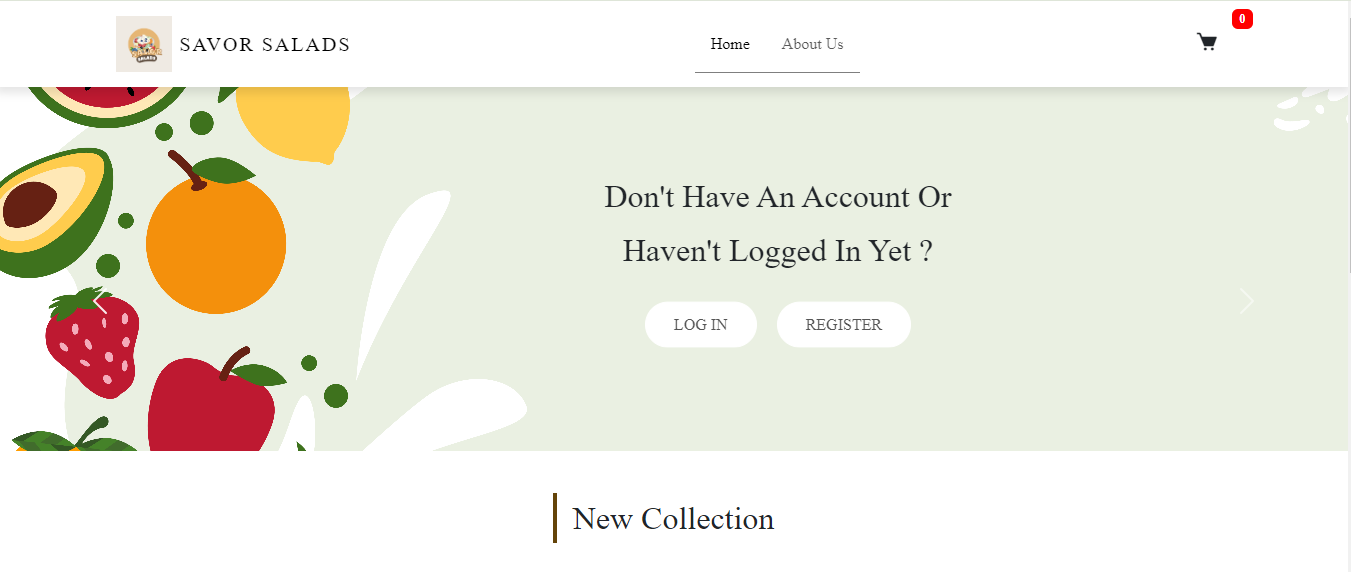 SAVOR SALADS
Home
About Us
0
Don't Have An Account Or
Haven't Logged In Yet ?
LOG IN
REGISTER
New Collection